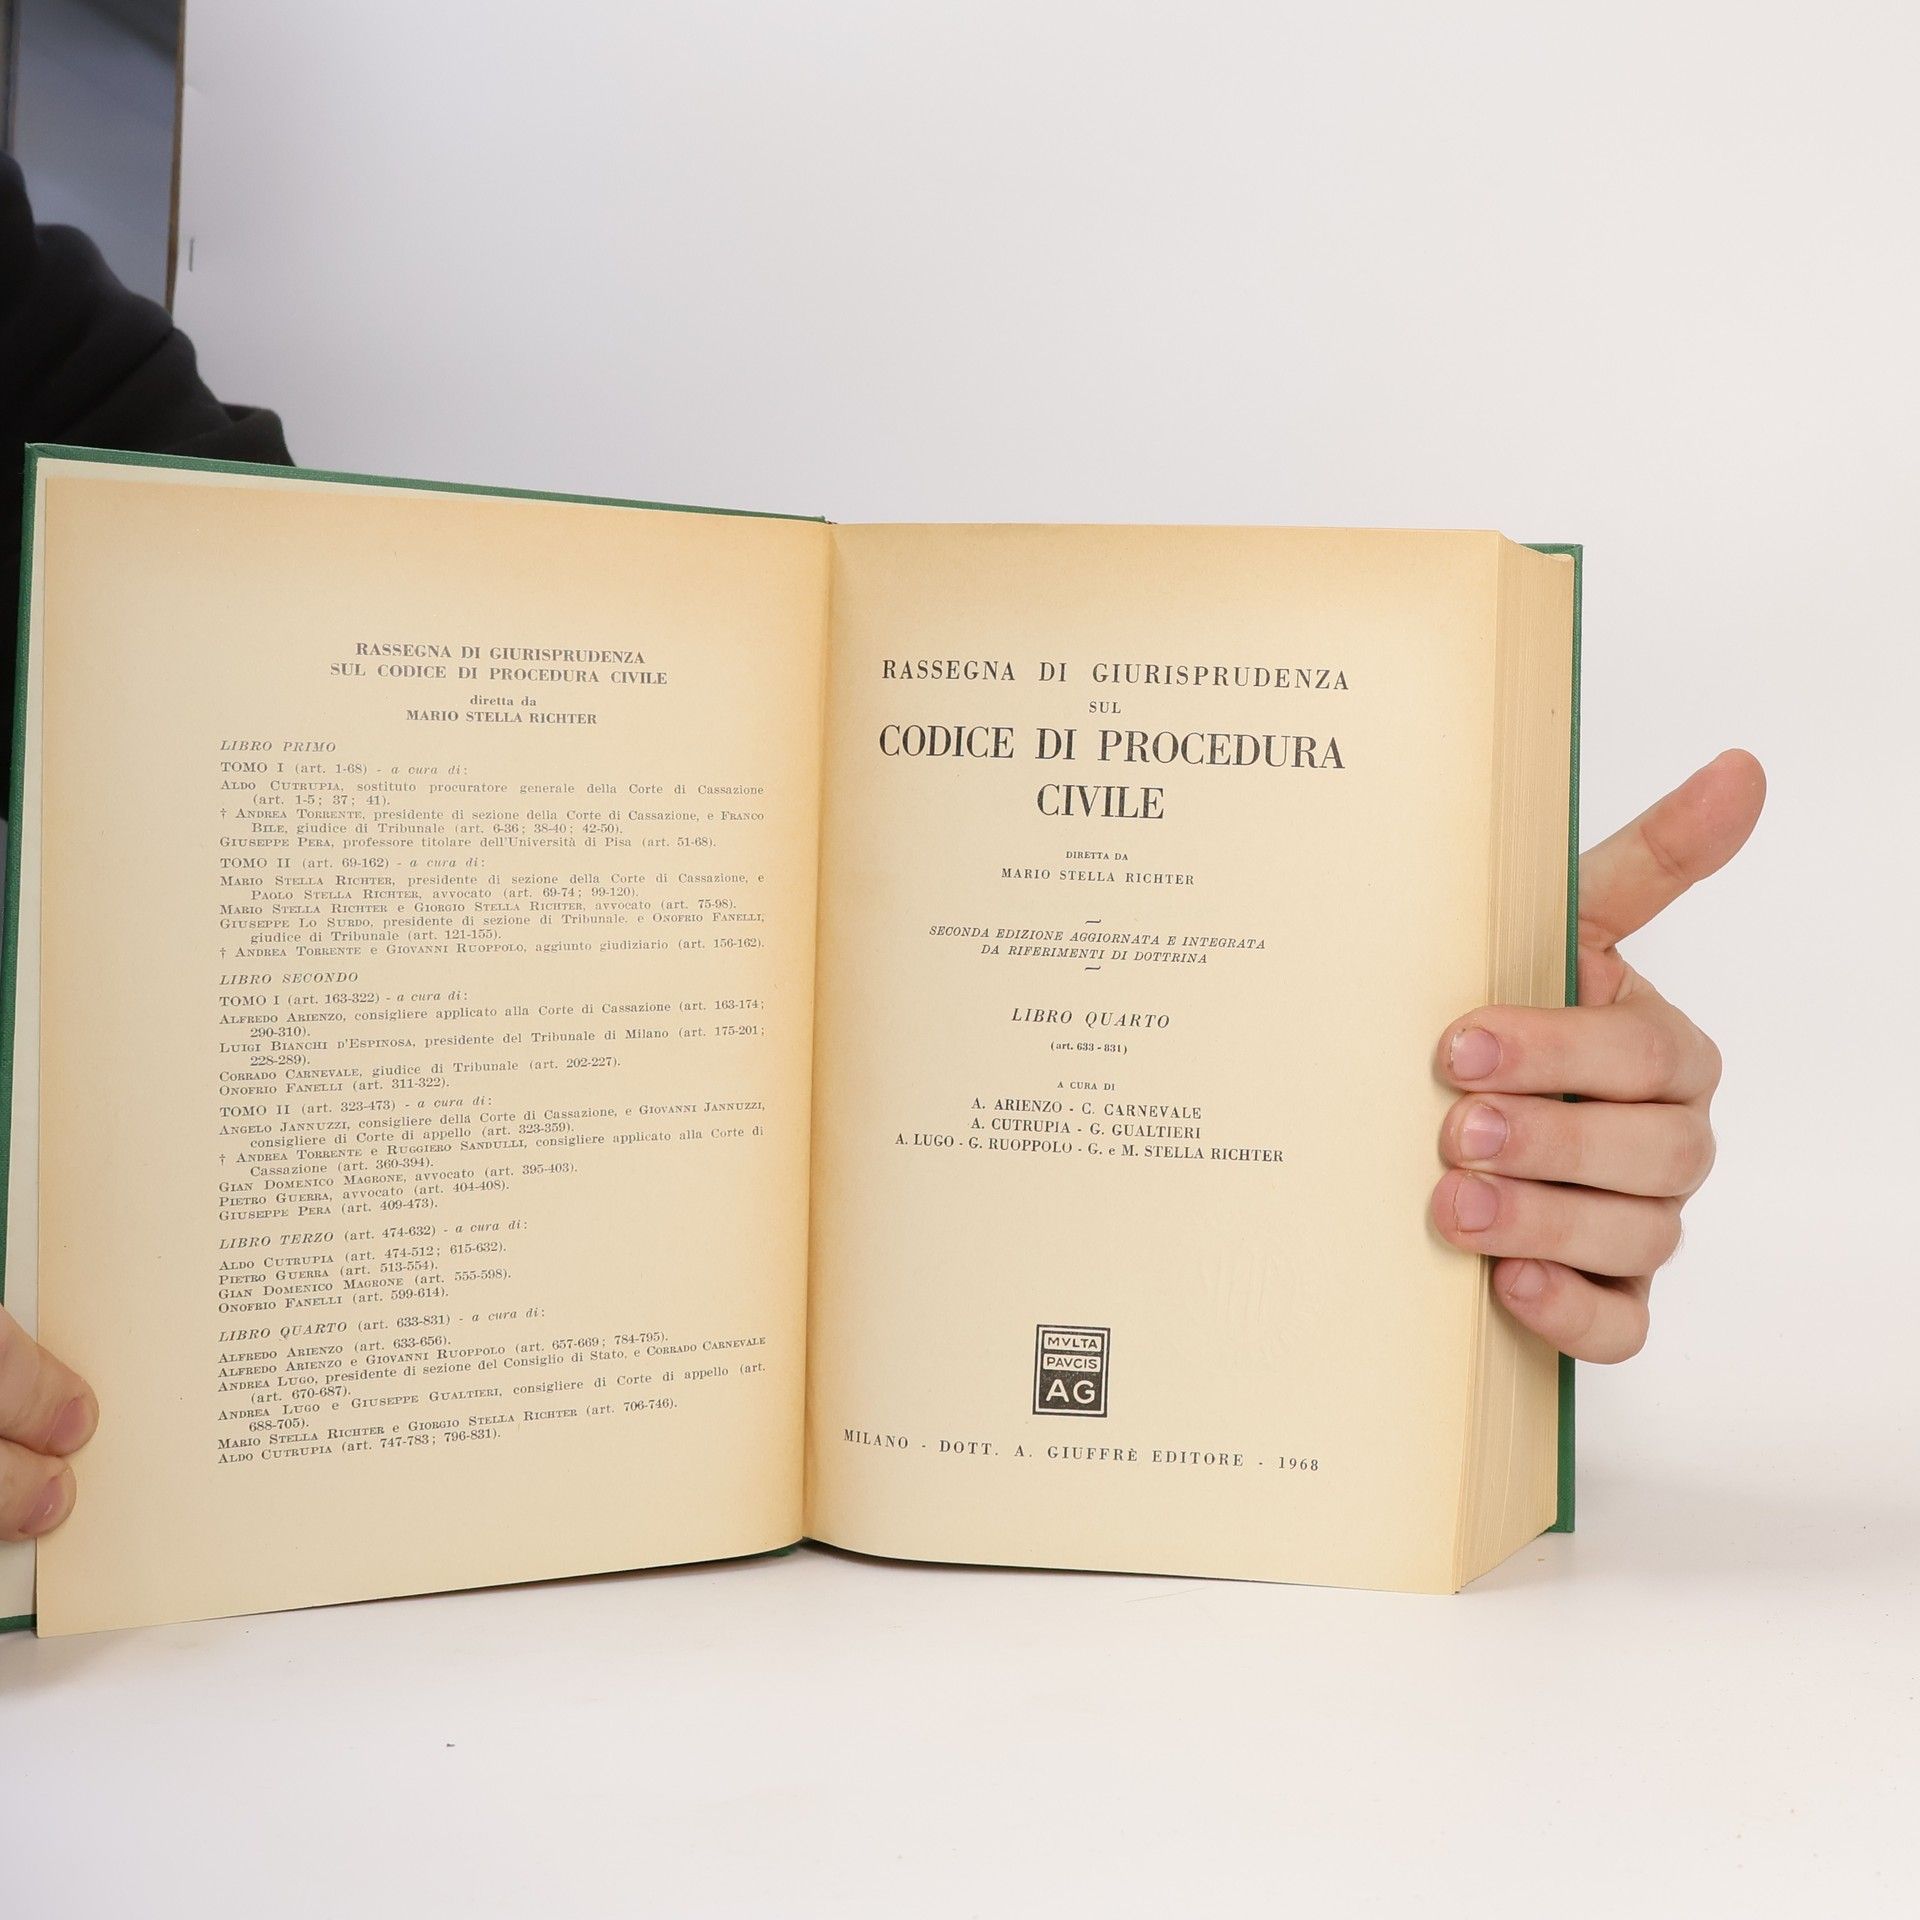 RASSEGNA DI GIURISPRUDENZA
SUL CODICE DI PROCEDURA CIVILE
diretta da
MARIO STELLA RICHTER
LIBRO PRIMO
TOMO I (art. 1-68) - a cura di:
ALDO CUTRUPIA, sostituto procuratore generale della Corte di Cassazione
(art. 1-5; 37; 41).
† ANDREA TORRENTE, presidente di sezione della Corte di Cassazione, e FRANCO
BILE, giudice di Tribunale (art. 6-36; 38-40; 42-50).
GIUSEPPE PERA, professore titolare dell'Università di Pisa (art. 51-68).
TOMO II (art. 69-162) - a cura di:
MARIO STELLA RICHTER, presidente di sezione della Corte di Cassazione, e
PAOLO STELLA RICHTER, avvocato (art. 69-74; 99-120).
MARIO STELLA RICHTER e GIORGIO STELLA RICHTER, avvocato (art. 75-98).
GIUSEPPE LO SURDO, presidente di sezione di Tribunale. e ONOFRIO FANELLI,
giudice di Tribunale (art. 121-155).
† ANDREA TORRENTE e GIOVANNI RUOPPOLO, aggiunto giudiziario (art. 156-162).
LIBRO SECONDO
TOMO I (art. 163-322) - a cura di:
ALFREDO ARIENZO, consigliere applicato alla Corte di Cassazione (art. 163-174;
290-310).
LUIGI BIANCHI D'ESPINOSA, presidente del Tribunale di Milano (art. 175-201;
228-289).
CORRADO CARNEVALE, giudice di Tribunale (art. 202-227).
ONOFRIO FANELLI (art. 311-322).
TOMO II (art. 323-473) - a cura di:
ANGELO JANNUZZI, consigliere della Corte di Cassazione, e GIOVANNI JANNUZZI,
consigliere di Corte di appello (art. 323-359).
† ANDREA TORRENTE e RUGGIERO SANDULLI, consigliere applicato alla Corte di
Cassazione (art. 360-394).
GIAN DOMENICO MAGRONE, avvocato (art. 395-403).
PIETRO GUERRA, avvocato (art. 404-408).
GIUSEPPE PERA (art. 409-473).
LIBRO TERZO (art. 474-632) - a cura di:
ALDO CUTRUPIA (art. 474-512; 615-632).
PIETRO GUERRA (art. 513-554).
GIAN DOMENICO MAGRONE (art. 555-598).
ONOFRIO FANELLI (art. 599-614).
LIBRO QUARTO (art. 633-831) - a cura di:
ALFREDO ARIENZO (art. 633-656).
ALFREDO ARIENZO e GIOVANNI RUOPPOLO (art. 657-669; 784-795).
ANDREA LUGO, presidente di sezione del Consiglio di Stato, e CORRADO CARNEVALE
(art. 670-687).
ANDREA LUGO e GIUSEPPE GUALTIERI, consigliere di Corte di appello (art.
688-705).
MARIO STELLA RICHTER e GIORGIO STELLA RICHTER (art. 706-746).
ALDO CUTRUPIA (art. 747-783; 796-831).
RASSEGNA DI GIURISPRUDENZA
SUL
CODICE DI PROCEDURA
CIVILE
DIRETTA DA
MARIO STELLA RICHTER
SECONDA EDIZIONE AGGIORNATA E INTEGRATA
DA RIFERIMENTI DI DOTTRINA
LIBRO QUARTO
(art. 633-831)
A CURA DI
A. ARIENZO - C. CARNEVALE
A. CUTRUPIA - G. GUALTIERI
A. LUGO - G. RUOPPOLO - G. e M. STELLA RICHTER
MVLTA
PAVCIS
AG
MILANO - DOTT. A. GIUFFRÈ EDITORE - 1968